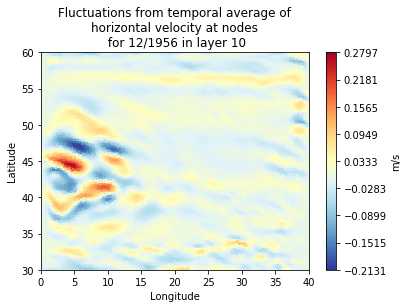 Fluctuations from temporal average of
horizontal velocity at nodes
for 12/1956 in layer 10
60
55
50
45
40
35
30
0 5 10 15 20 25 30 35 40
Latitude
Longitude
0.2797
0.2181
0.1565
0.0949
0.0333
−0.0283
−0.0899
−0.1515
−0.2131
m/s